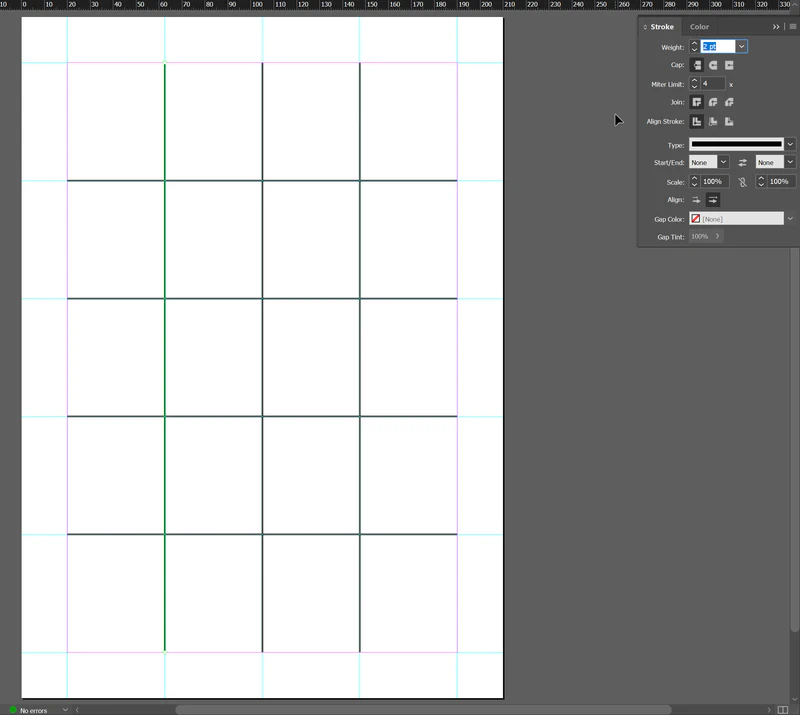 10 0 10 20 30 40 50 60 70 80 90 100 110 120 130 140 150 160 170 180 190 200 210 220 230 240 250 260 270 280 290 300 310 320 330
Stroke Color
Weight: 2 pt
Cap:
Miter Limit: 4 x
Join:
Align Stroke:
Type:
Start/End: None None
Scale: 100% 100%
Align:
Gap Color: [None]
Gap Tint: 100%
No errors